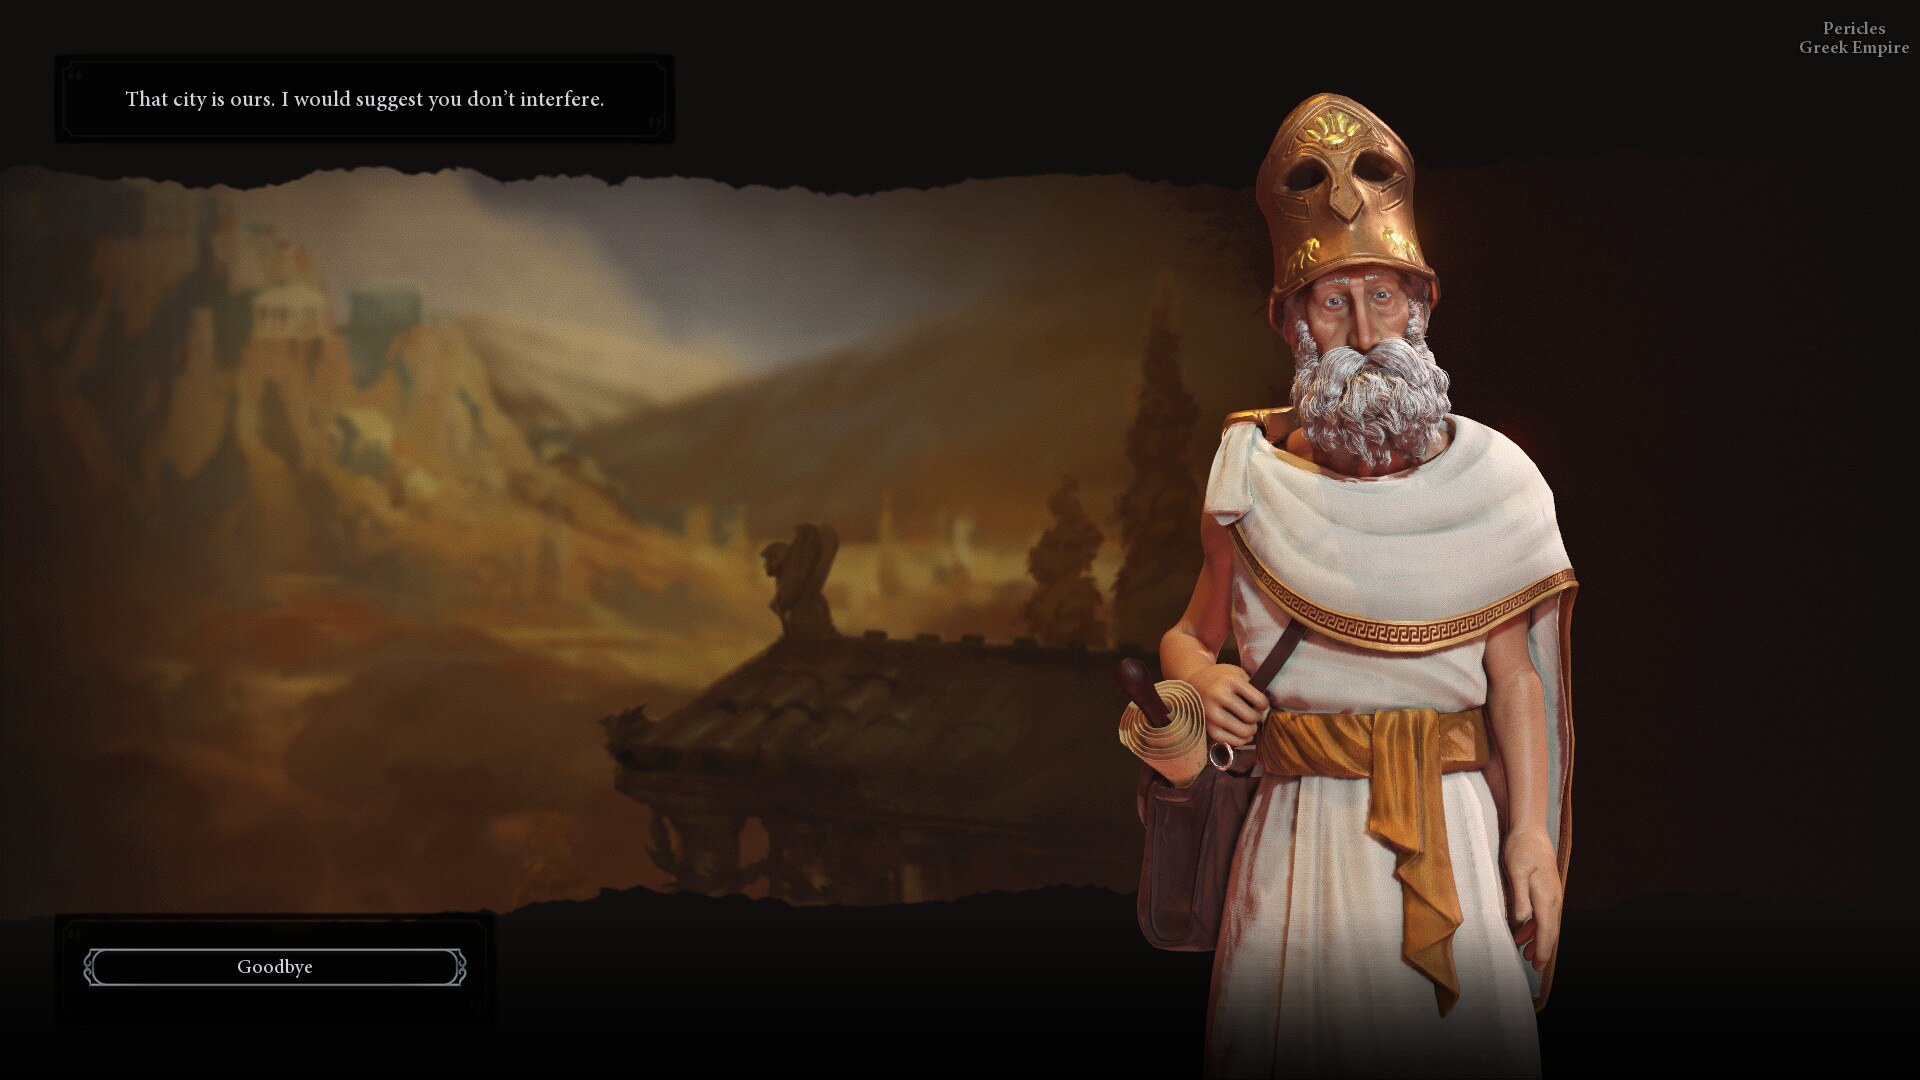 Pericles
Greek Empire
That city is ours. I would suggest you don't interfere.
Goodbye